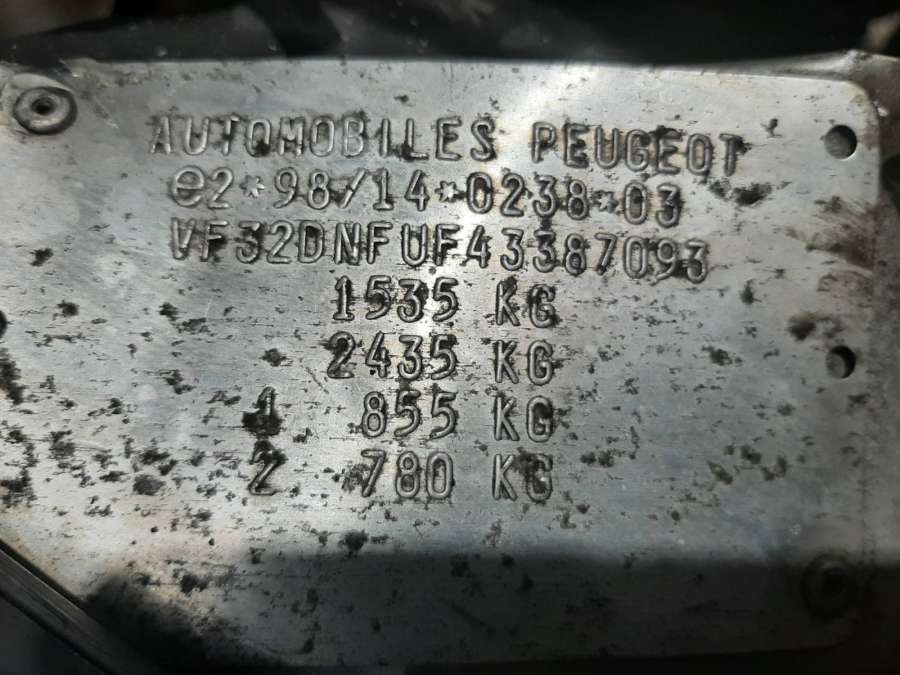 AUTOMOBILES PEUGEOT
e2*98/14*0238*03
VF32DNFUF43387093
1535 KG
2435 KG
1 855 KG
2 780 KG